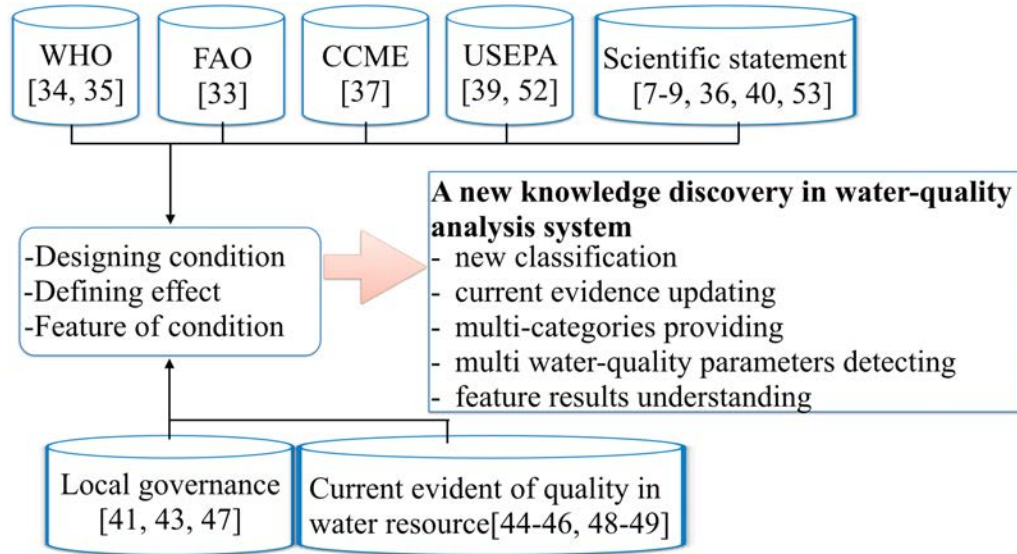 WHO
[34, 35]
FAO
[33]
CCME
[37]
USEPA
[39, 52]
Scientific statement
[7-9, 36, 40, 53]
-Designing condition
-Defining effect
-Feature of condition
A new knowledge discovery in water-quality
analysis system
- new classification
- current evidence updating
- multi-categories providing
- multi water-quality parameters detecting
- feature results understanding
Local governance
[41, 43, 47]
Current evident of quality in
water resource[44-46, 48-49]